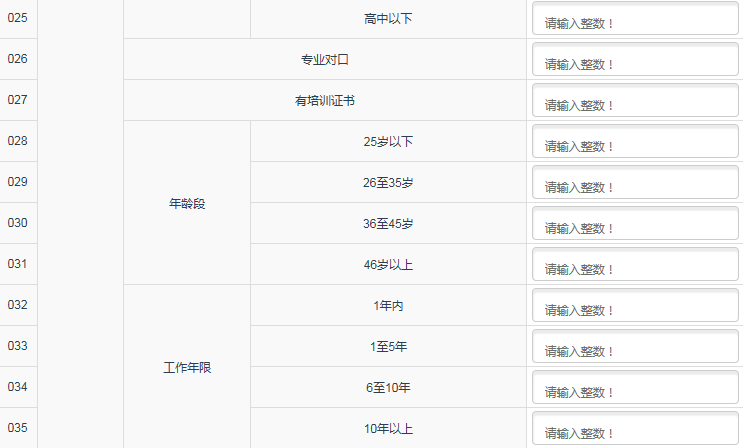 025 高中以下 请输入整数！
026 专业对口 请输入整数！
027 有培训证书 请输入整数！
028 25岁以下 请输入整数！
029 26至35岁 请输入整数！
年龄段
030 36至45岁 请输入整数！
031 46岁以上 请输入整数！
032 1年内 请输入整数！
033 1至5年 请输入整数！
工作年限
034 6至10年 请输入整数！
035 10年以上 请输入整数！